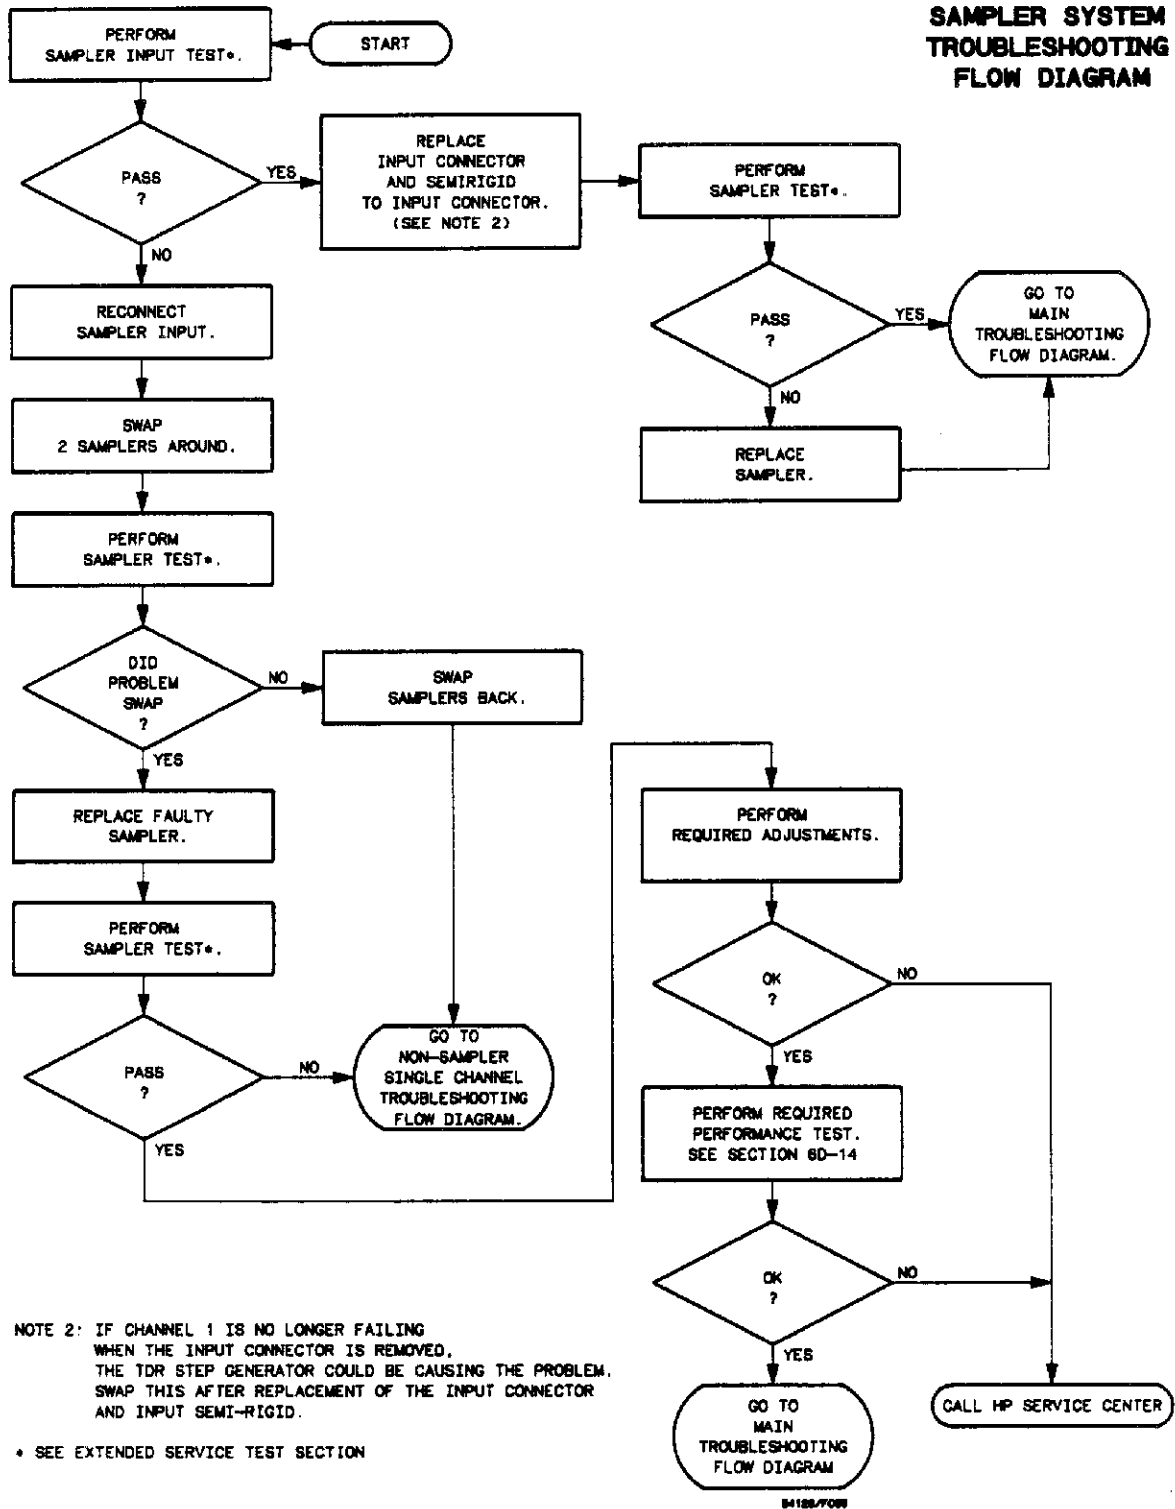 SAMPLER SYSTEM
TROUBLESHOOTING
FLOW DIAGRAM
START
PERFORM
SAMPLER INPUT TEST*.
PASS
?
YES
NO
REPLACE
INPUT CONNECTOR
AND SEMIRIGID
TO INPUT CONNECTOR.
(SEE NOTE 2)
PERFORM
SAMPLER TEST*.
PASS
?
YES
NO
GO TO
MAIN
TROUBLESHOOTING
FLOW DIAGRAM.
REPLACE
SAMPLER.
RECONNECT
SAMPLER INPUT.
SWAP
2 SAMPLERS AROUND.
PERFORM
SAMPLER TEST*.
DID
PROBLEM
SWAP
?
NO
YES
SWAP
SAMPLERS BACK.
REPLACE FAULTY
SAMPLER.
PERFORM
SAMPLER TEST*.
PASS
?
NO
YES
GO TO
NON-SAMPLER
SINGLE CHANNEL
TROUBLESHOOTING
FLOW DIAGRAM.
PERFORM
REQUIRED ADJUSTMENTS.
OK
?
NO
YES
PERFORM REQUIRED
PERFORMANCE TEST.
SEE SECTION 6D-14
OK
?
NO
YES
GO TO
MAIN
TROUBLESHOOTING
FLOW DIAGRAM
CALL HP SERVICE CENTER
NOTE 2: IF CHANNEL 1 IS NO LONGER FAILING
WHEN THE INPUT CONNECTOR IS REMOVED,
THE TDR STEP GENERATOR COULD BE CAUSING THE PROBLEM.
SWAP THIS AFTER REPLACEMENT OF THE INPUT CONNECTOR
AND INPUT SEMI-RIGID.
* SEE EXTENDED SERVICE TEST SECTION